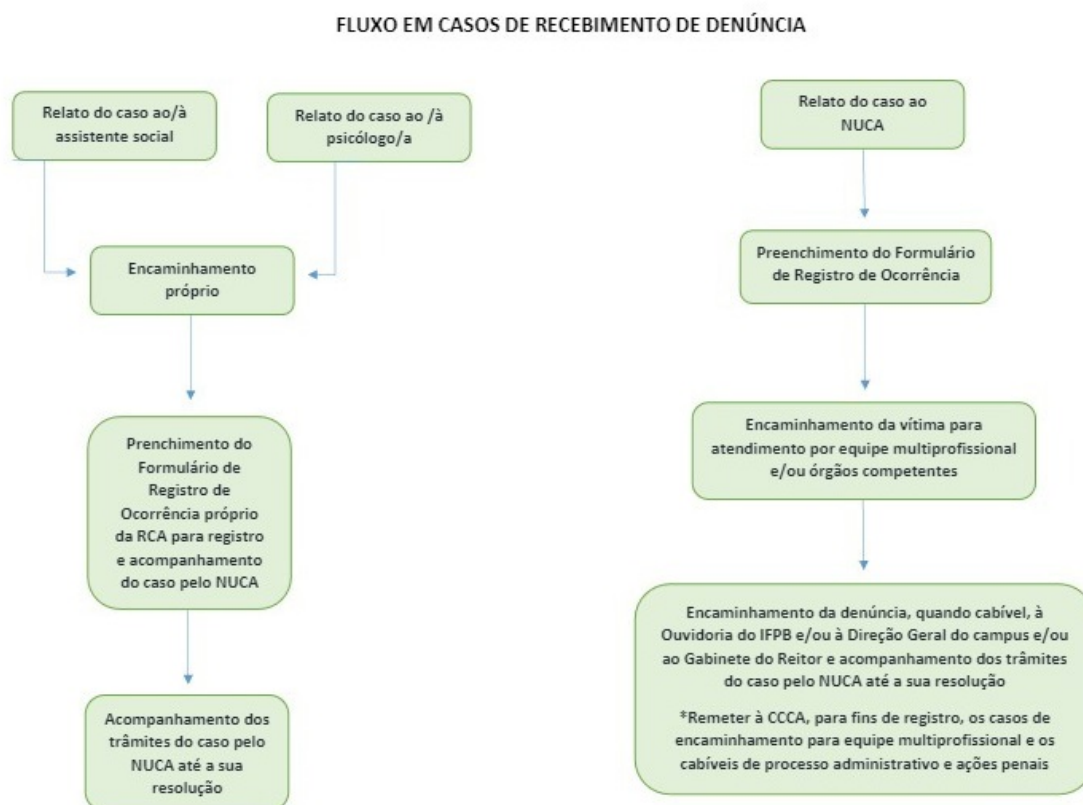 FLUXO EM CASOS DE RECEBIMENTO DE DENÚNCIA
Relato do caso ao/à
assistente social
Relato do caso ao /à
psicólogo/a
Encaminhamento
próprio
Prenchimento do
Formulário de
Registro de
Ocorrência próprio
da RCA para registro
e acompanhamento
do caso pelo NUCA
Acompanhamento dos
trâmites do caso pelo
NUCA até a sua
resolução
Relato do caso ao
NUCA
Preenchimento do Formulário
de Registro de Ocorrência
Encaminhamento da vítima para
atendimento por equipe multiprofissional
e/ou órgãos competentes
Encaminhamento da denúncia, quando cabível, à
Ouvidoria do IFPB e/ou à Direção Geral do campus e/ou
ao Gabinete do Reitor e acompanhamento dos trâmites
do caso pelo NUCA até a sua resolução
*Remeter à CCCA, para fins de registro, os casos de
encaminhamento para equipe multiprofissional e os
cabíveis de processo administrativo e ações penais